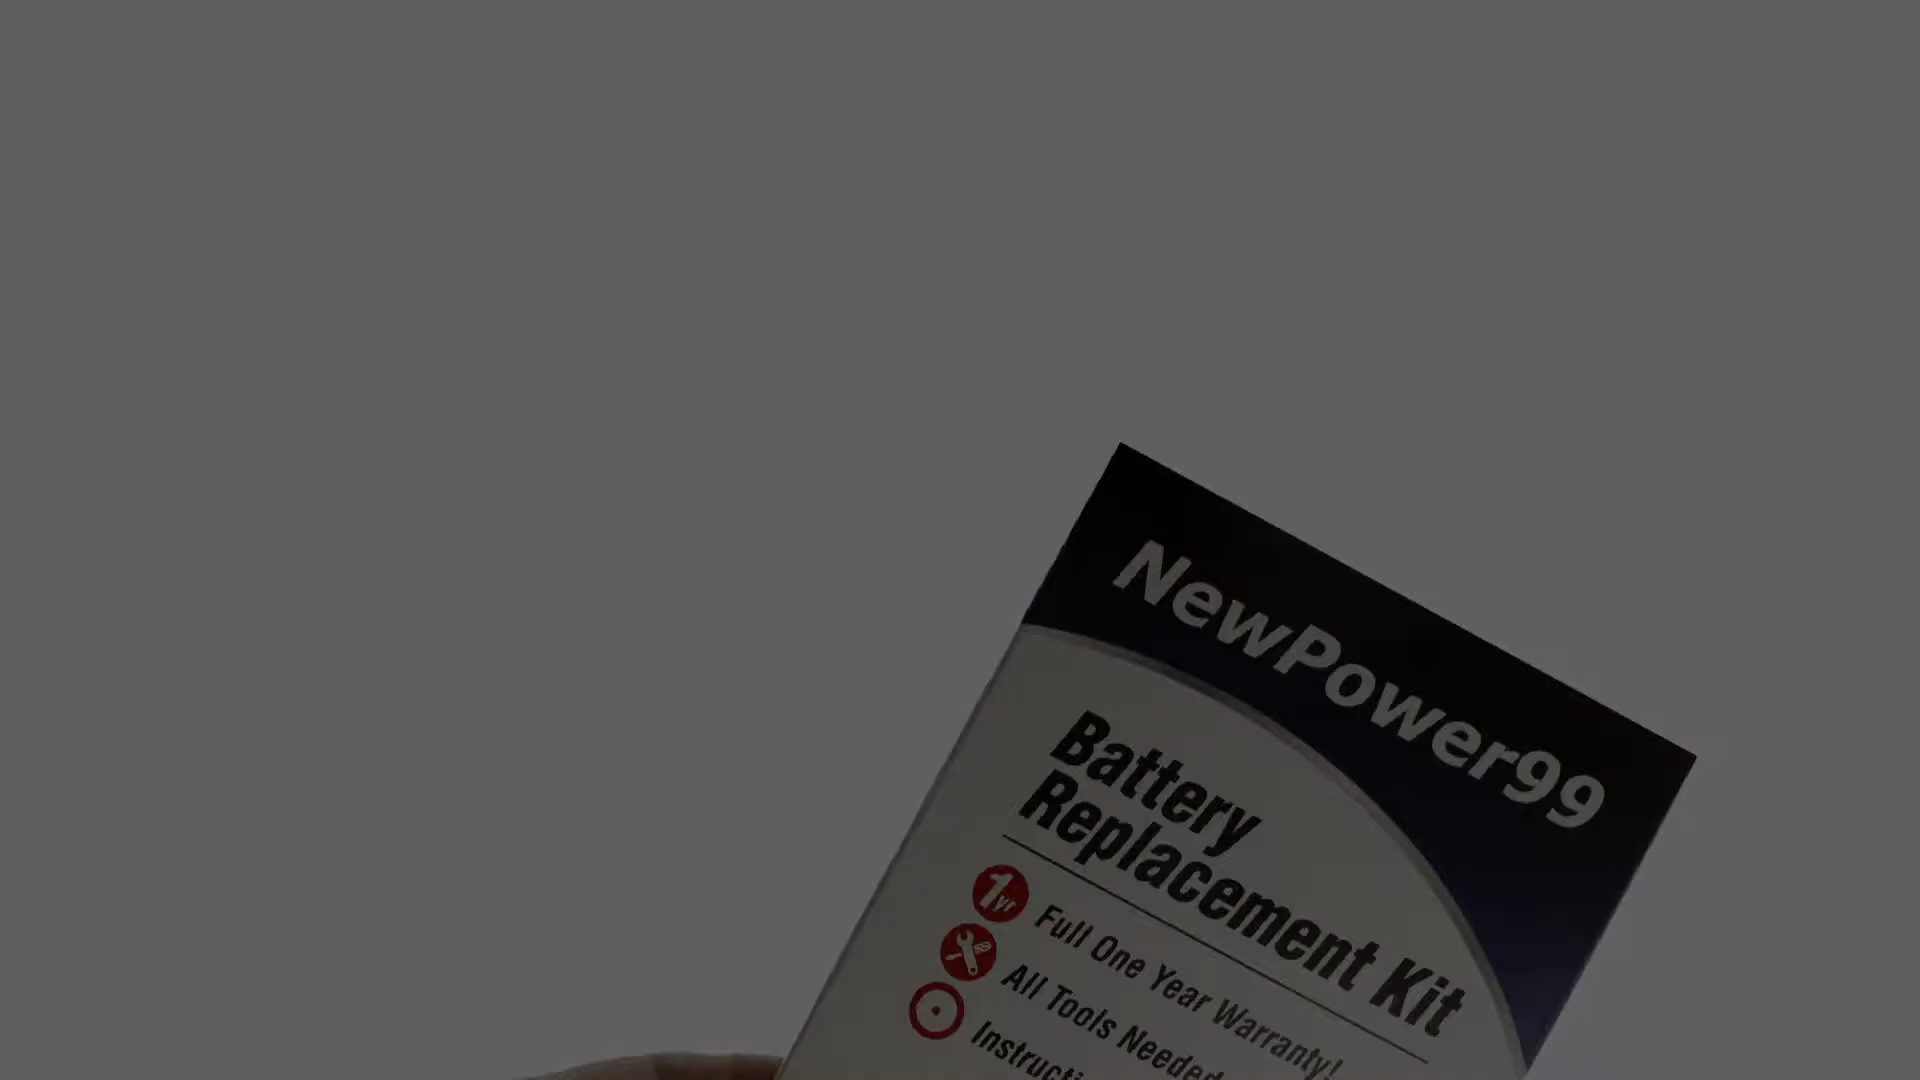 NewPower99
Battery
Replacement Kit
1yr Full One Year Warranty!
All Tools Needed